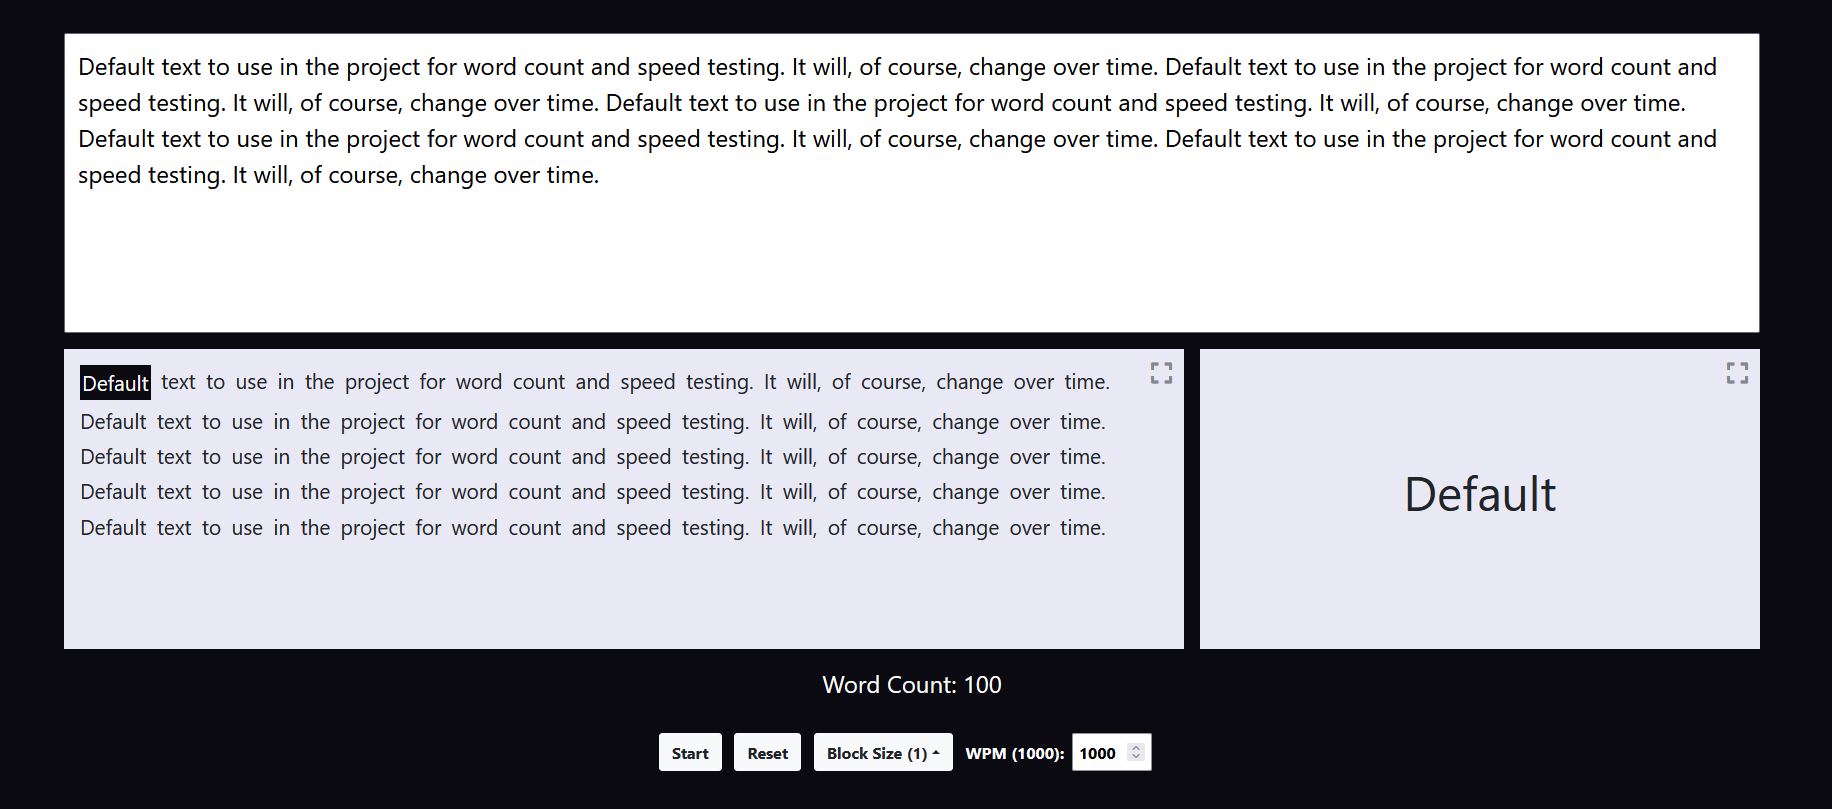 Default text to use in the project for word count and speed testing. It will, of course, change over time. Default text to use in the project for word count and
speed testing. It will, of course, change over time. Default text to use in the project for word count and speed testing. It will, of course, change over time.
Default text to use in the project for word count and speed testing. It will, of course, change over time. Default text to use in the project for word count and
speed testing. It will, of course, change over time.
Default text to use in the project for word count and speed testing. It will, of course, change over time.
Default text to use in the project for word count and speed testing. It will, of course, change over time.
Default text to use in the project for word count and speed testing. It will, of course, change over time.
Default text to use in the project for word count and speed testing. It will, of course, change over time.
Default text to use in the project for word count and speed testing. It will, of course, change over time.
Default
Word Count: 100
Start Reset Block Size (1) WPM (1000): 1000